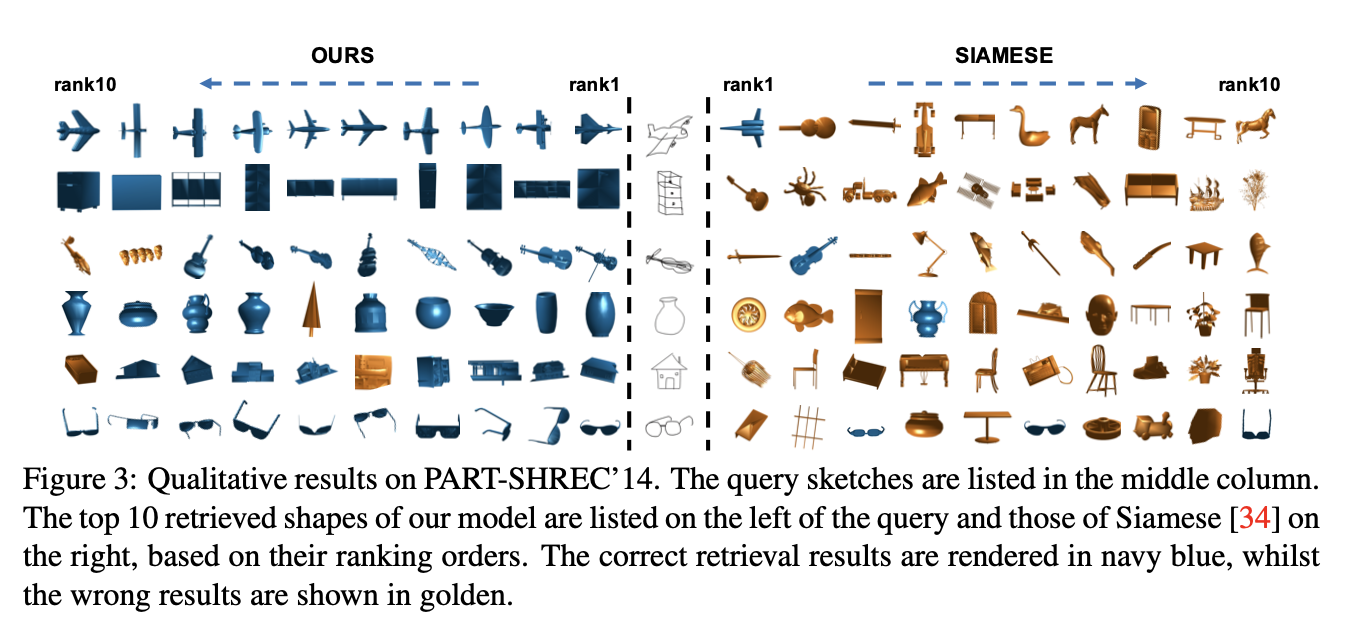 OURS
SIAMESE
rank10
rank1
rank1
rank10
Figure 3: Qualitative results on PART-SHREC’14. The query sketches are listed in the middle column.
The top 10 retrieved shapes of our model are listed on the left of the query and those of Siamese [34] on
the right, based on their ranking orders. The correct retrieval results are rendered in navy blue, whilst
the wrong results are shown in golden.